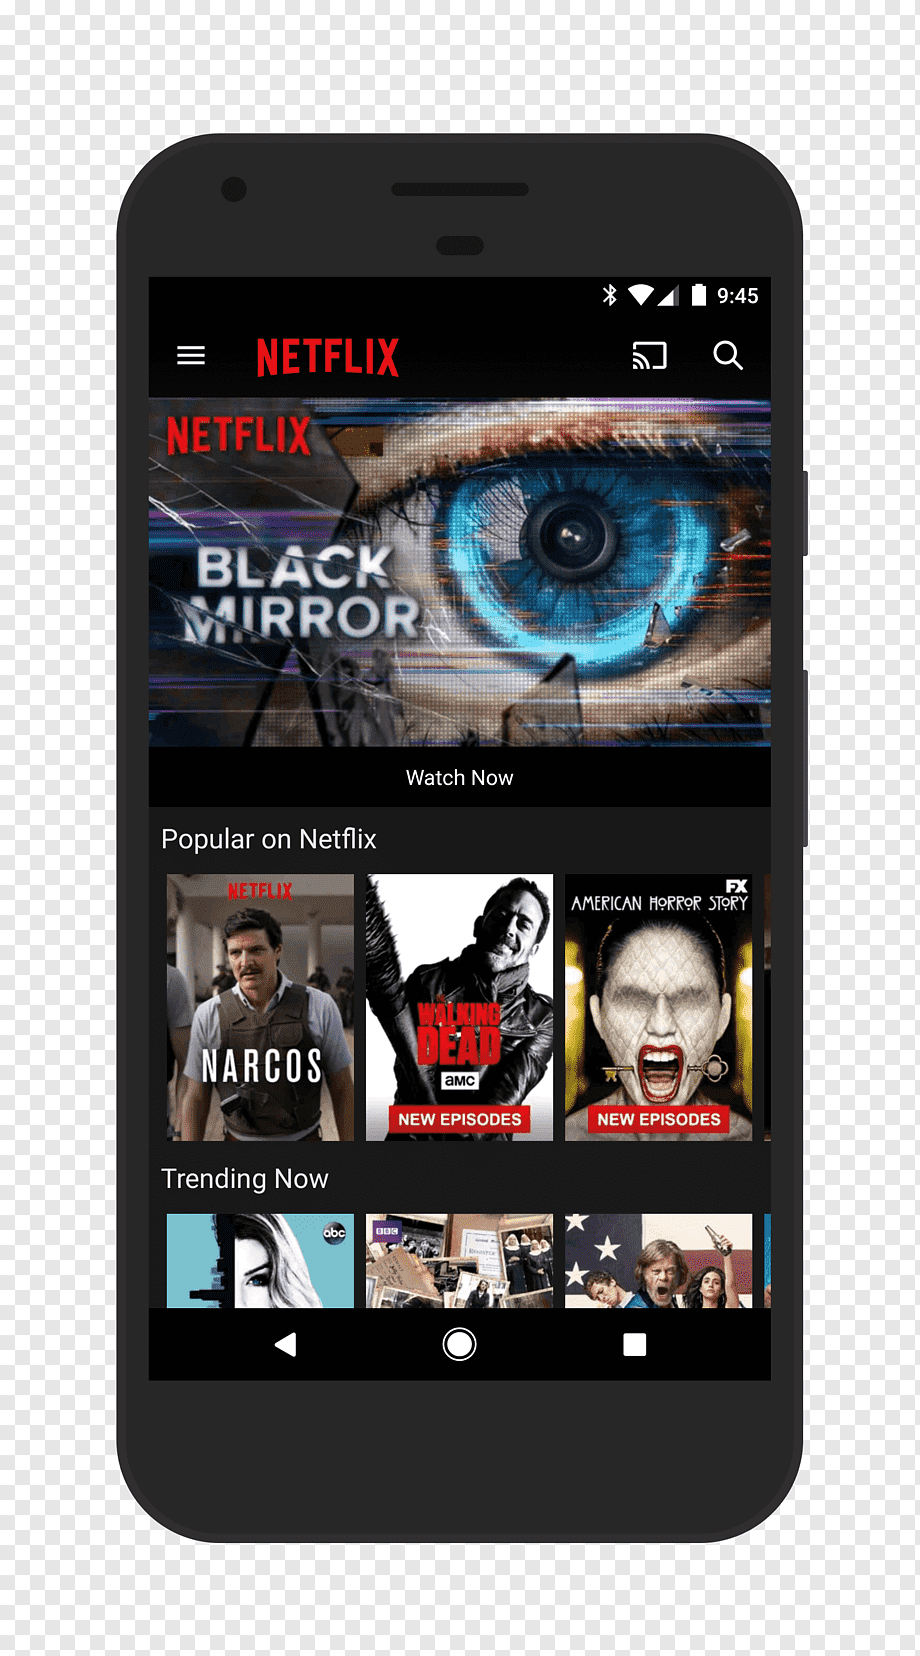 9:45
NETFLIX
NETFLIX
BLACK
MIRROR
Watch Now
Popular on Netflix
NETFLIX
NARCOS
THE
WALKING
DEAD
AMC
NEW EPISODES
FX
AMERICAN HORROR STORY
NEW EPISODES
Trending Now
abc
BBC